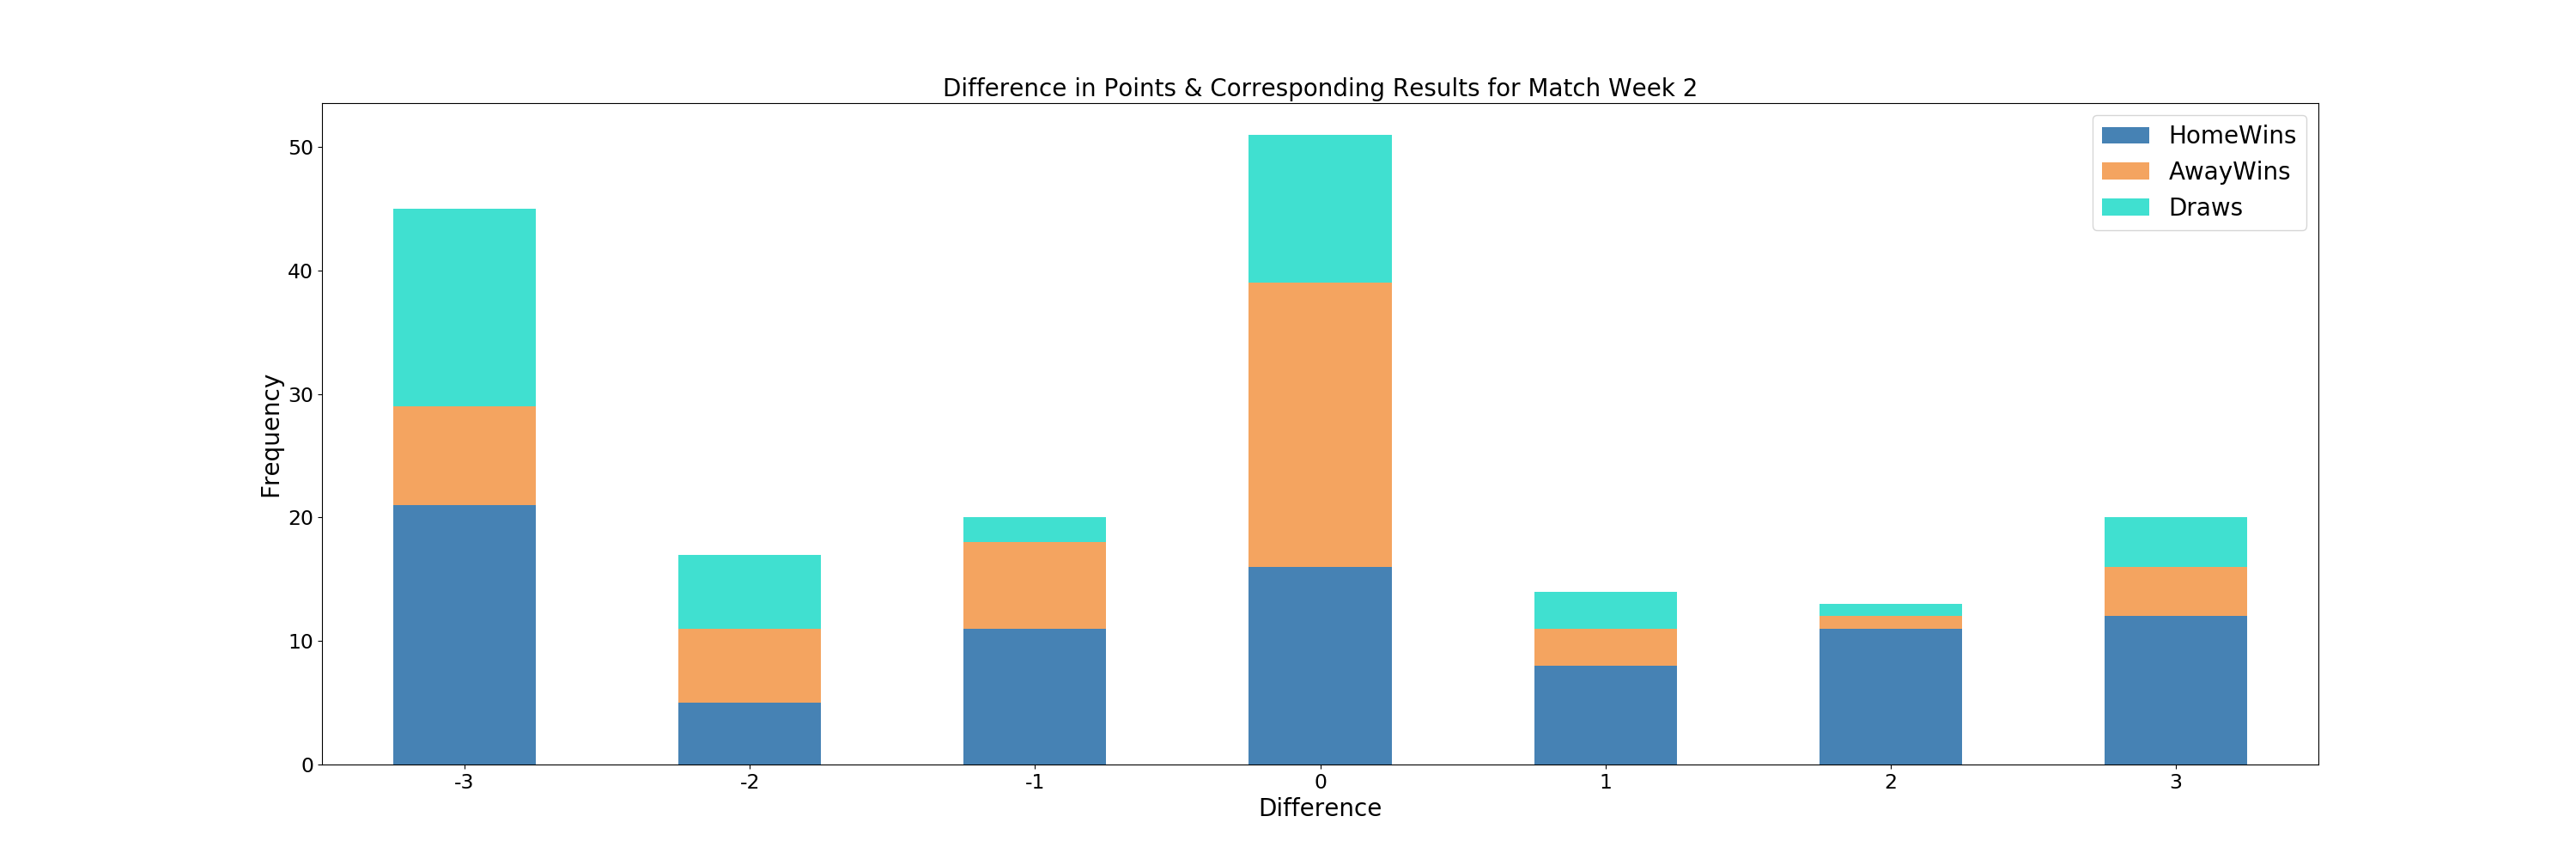 Difference in Points & Corresponding Results for Match Week 2
HomeWins
AwayWins
Draws
Frequency
50
40
30
20
10
0
-3 -2 -1 0 1 2 3
Difference